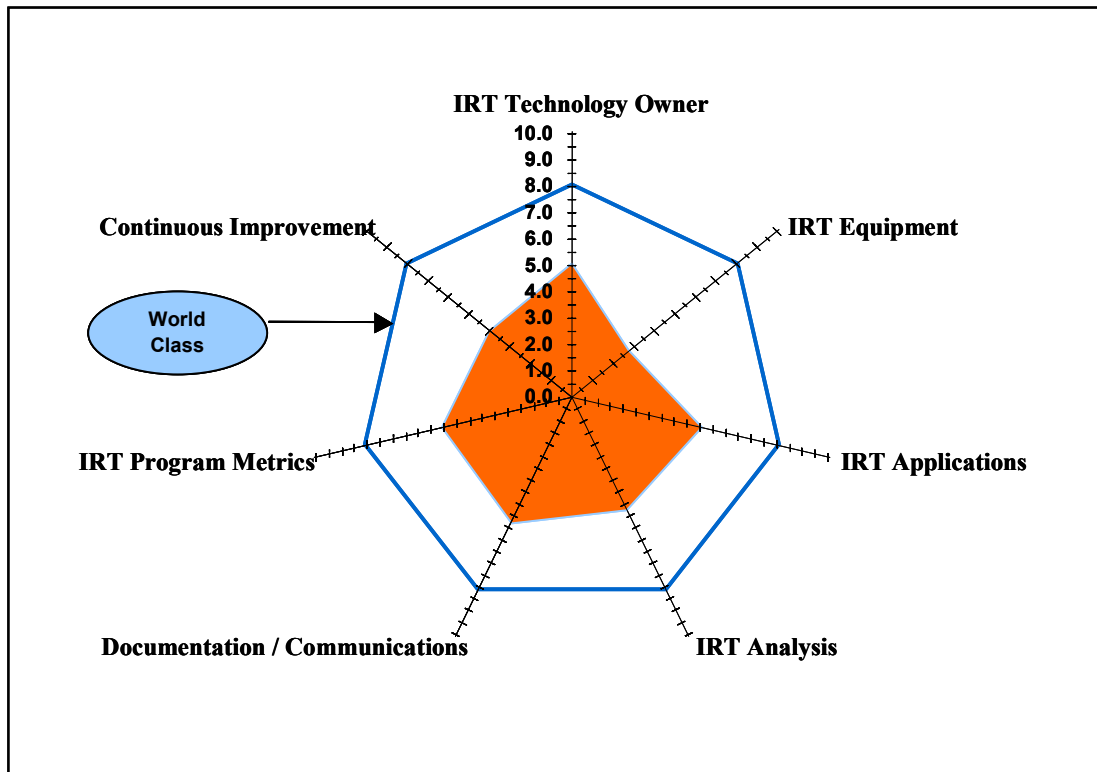 IRT Technology Owner
10.0
9.0
8.0
7.0
6.0
5.0
4.0
3.0
2.0
1.0
0.0
Continuous Improvement
IRT Equipment
World
Class
IRT Program Metrics
IRT Applications
Documentation / Communications
IRT Analysis